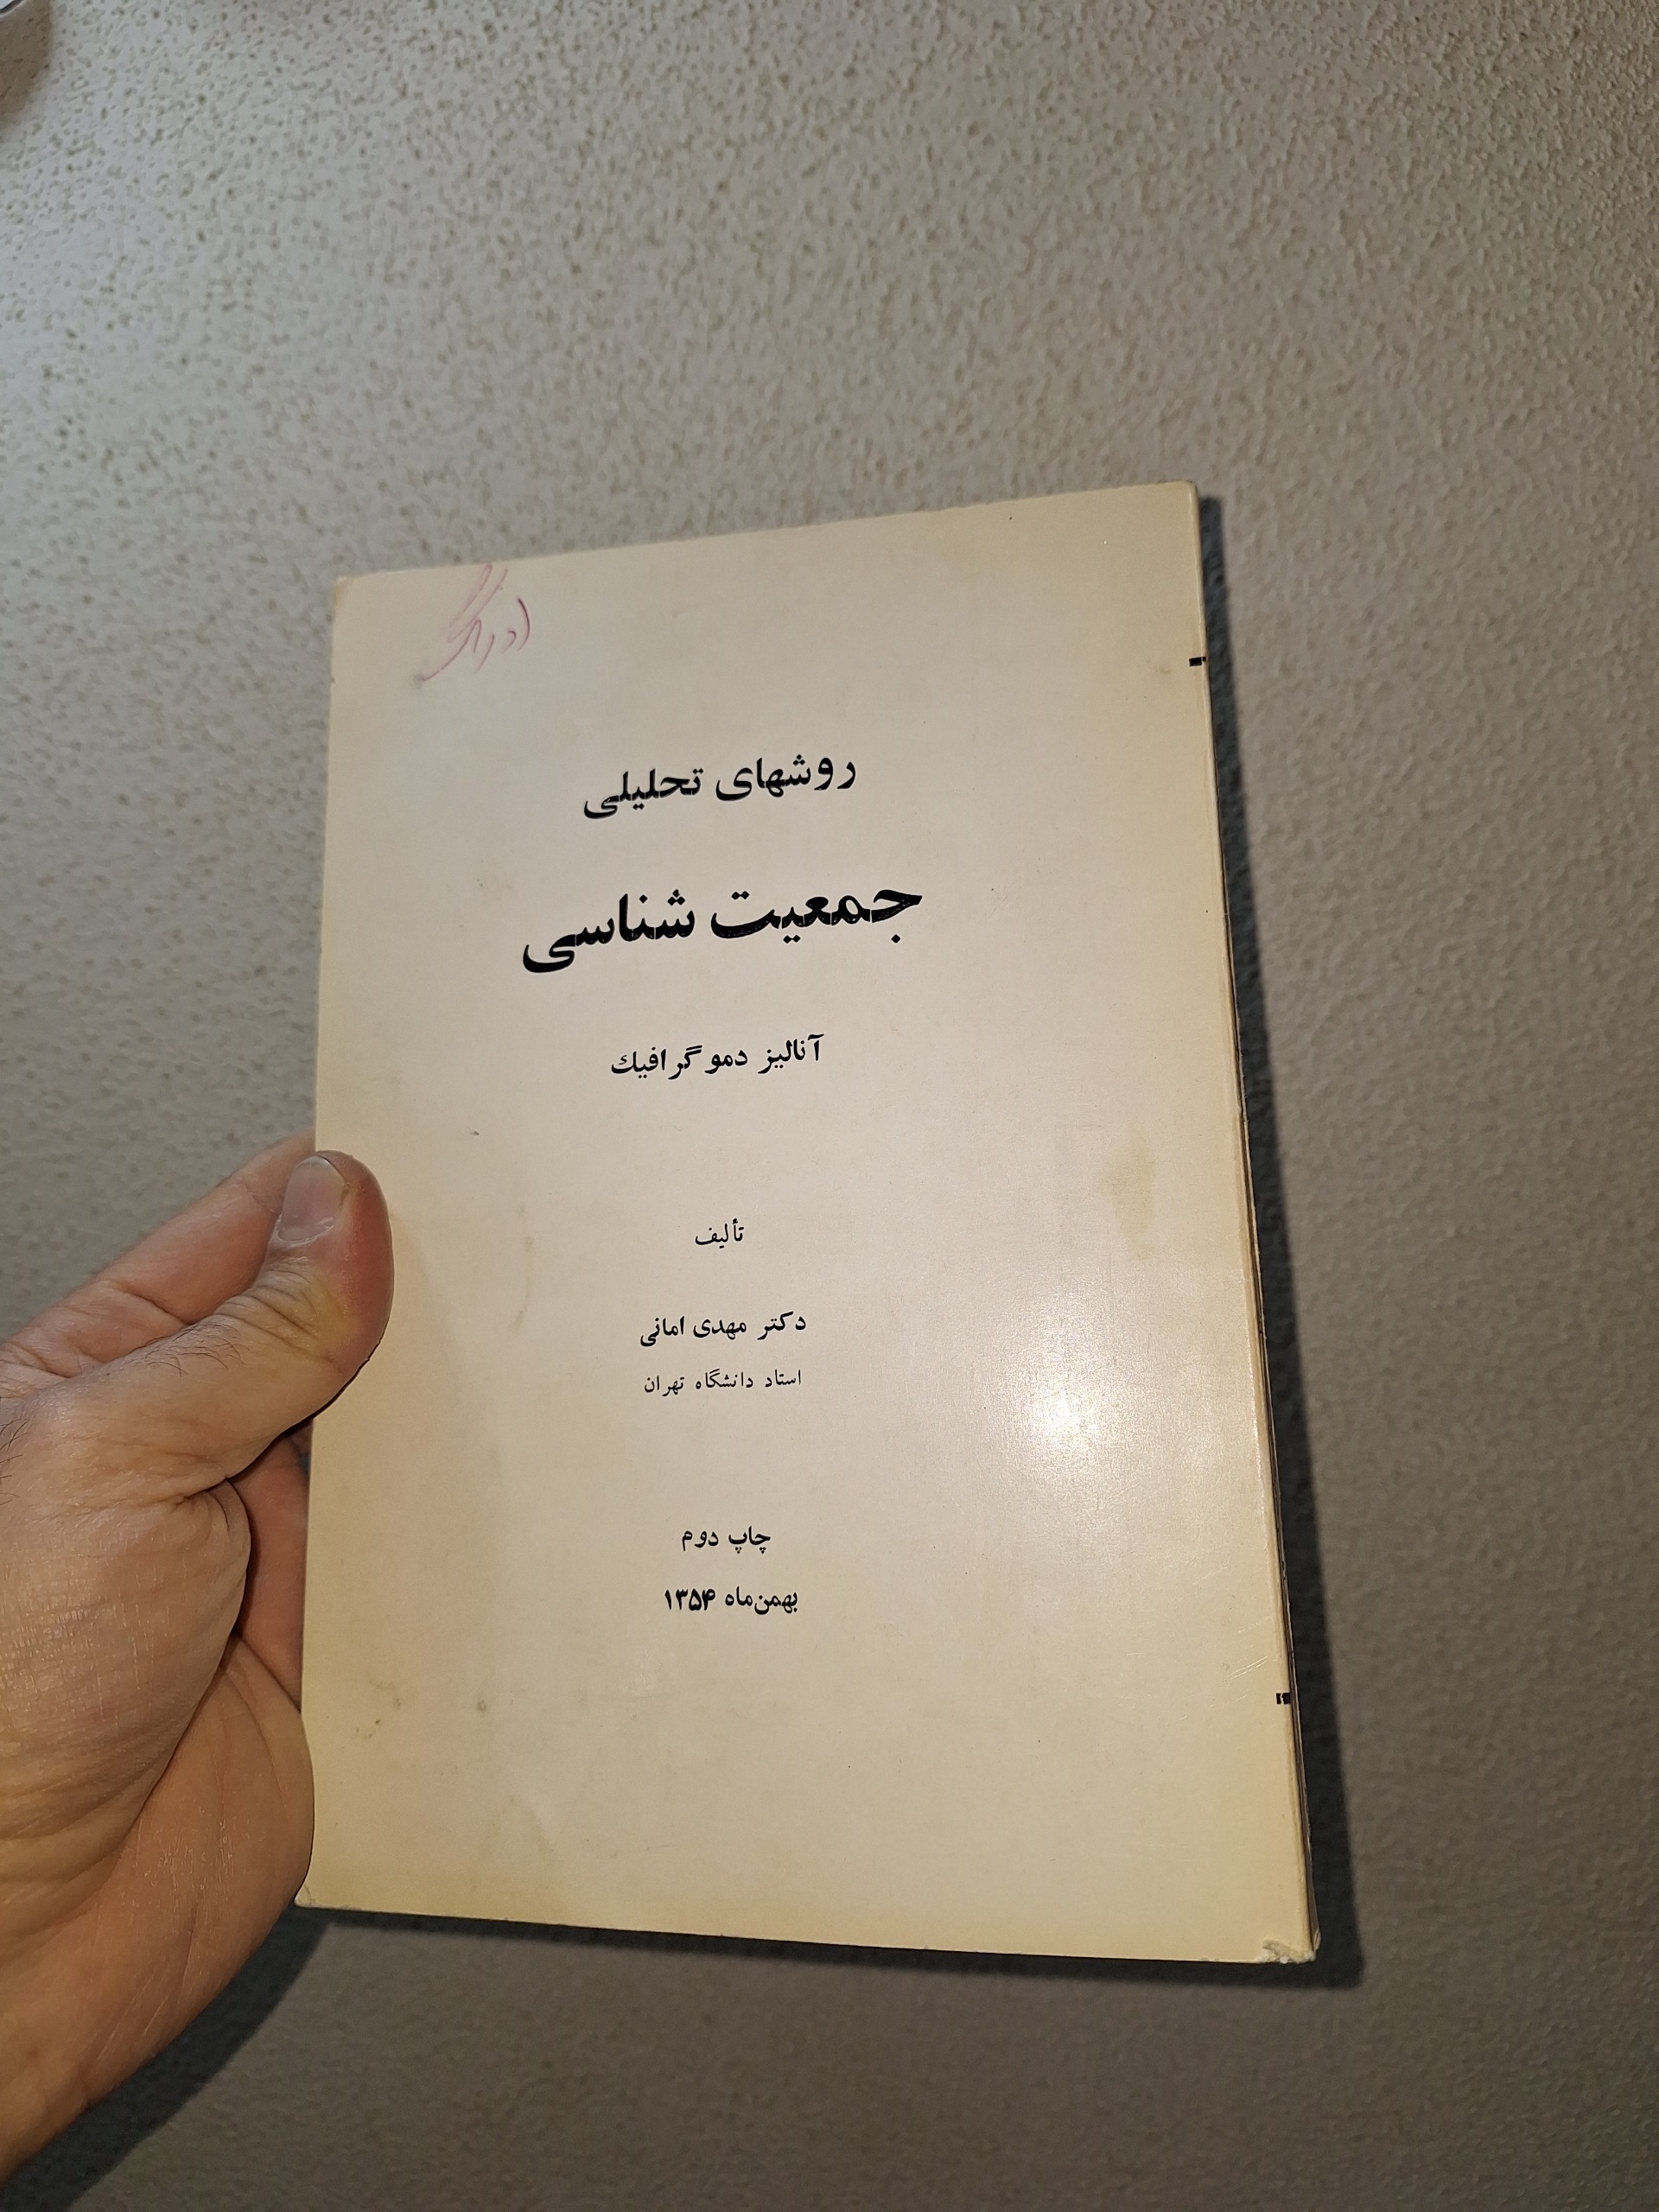 روشهای تحلیلی
جمعیت شناسی
آنالیز دموگرافیك
تألیف
دکتر مهدی امانی
استاد دانشگاه تهران
چاپ دوم
بهمن‌ماه ۱۳۵۴